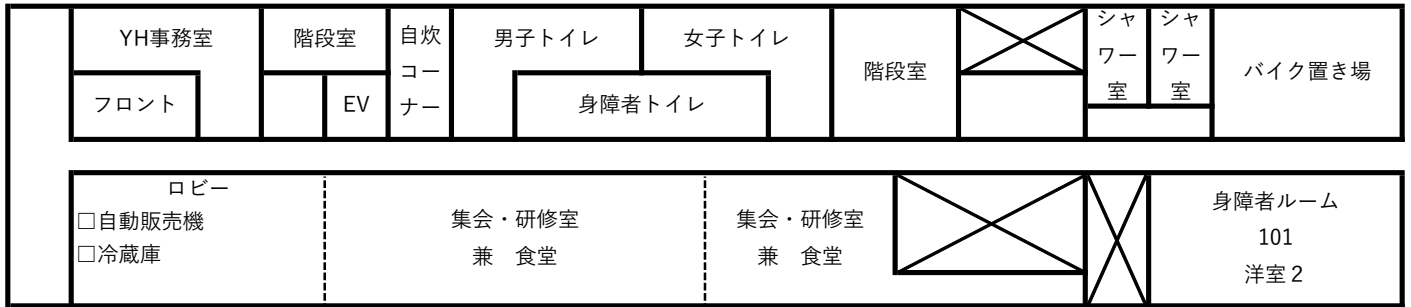 YH事務室
フロント
階段室
EV
自炊
コー
ナー
男子トイレ
女子トイレ
身障者トイレ
階段室
シャ
ワー
室
シャ
ワー
室
バイク置き場
ロビー
□自動販売機
□冷蔵庫
集会・研修室
兼　食堂
集会・研修室
兼　食堂
身障者ルーム
101
洋室２